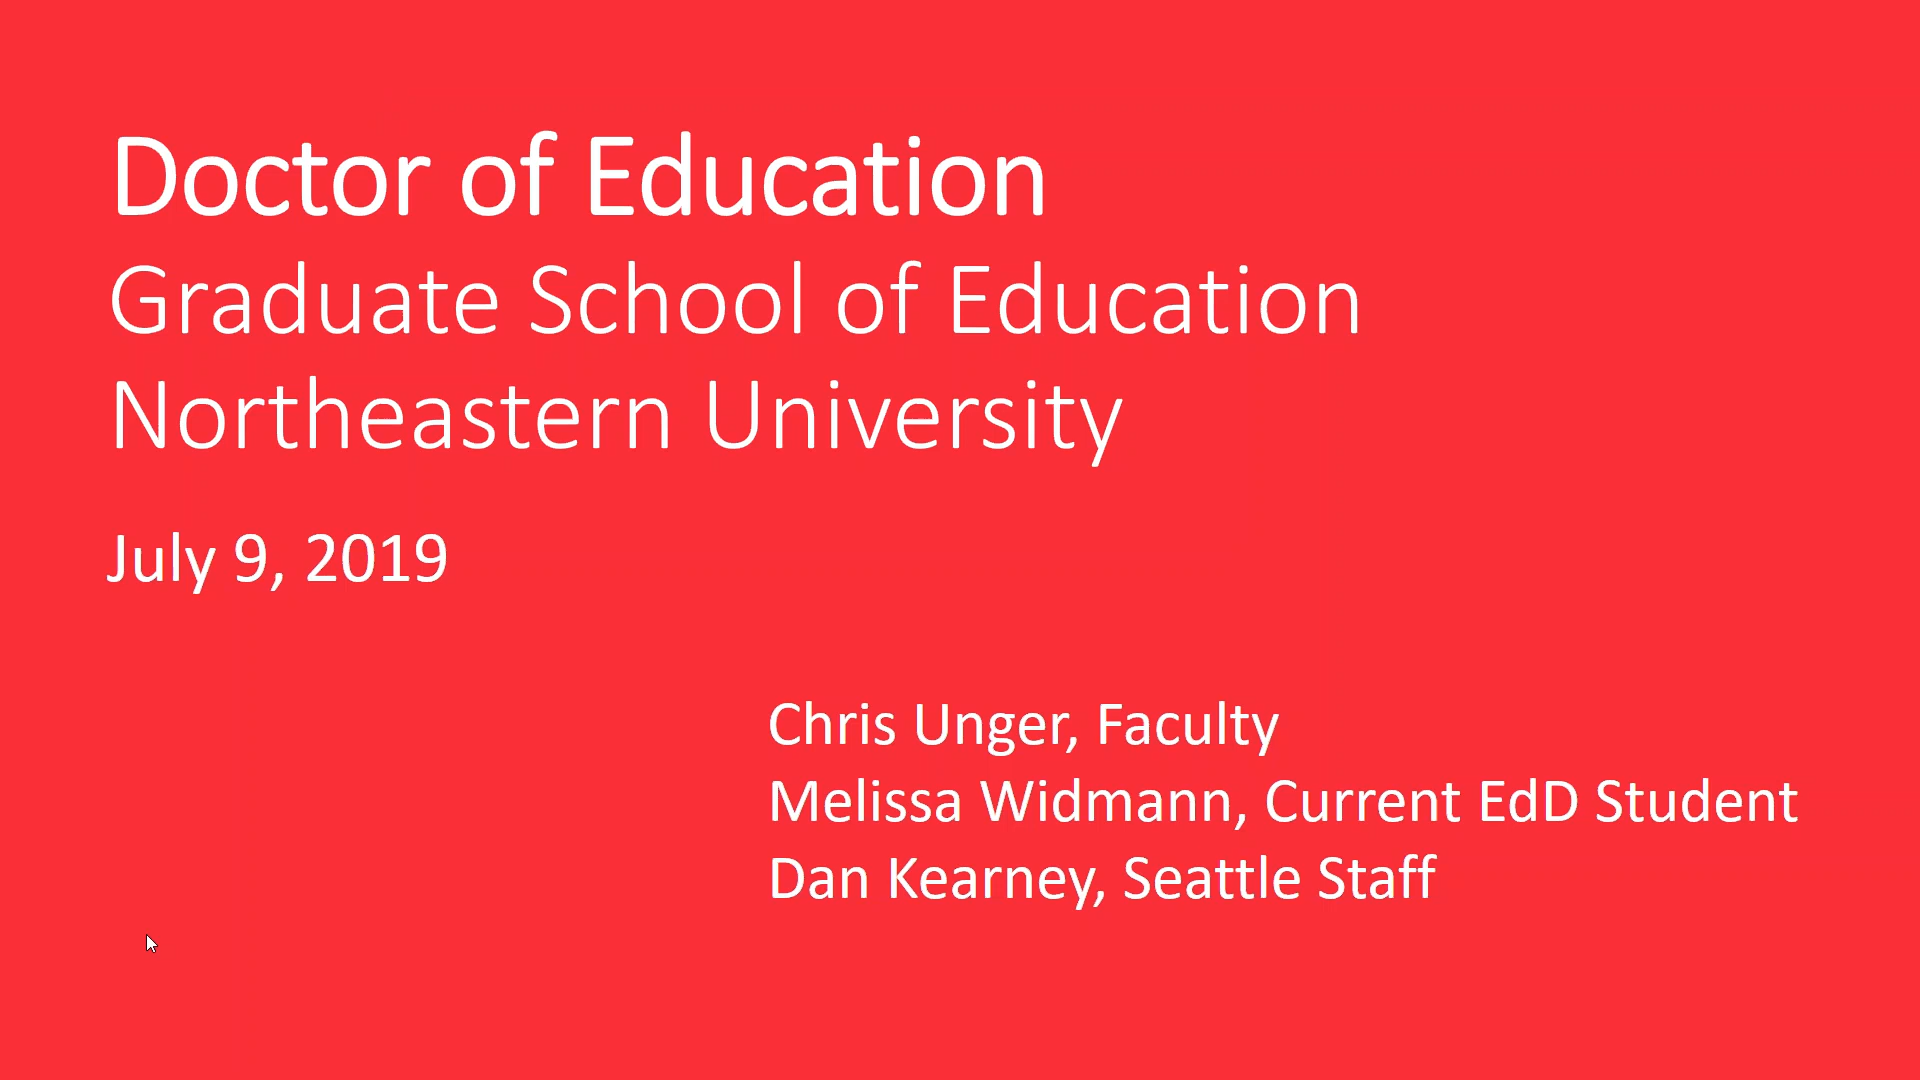 Doctor of Education
Graduate School of Education
Northeastern University
July 9, 2019
Chris Unger, Faculty
Melissa Widmann, Current EdD Student
Dan Kearney, Seattle Staff